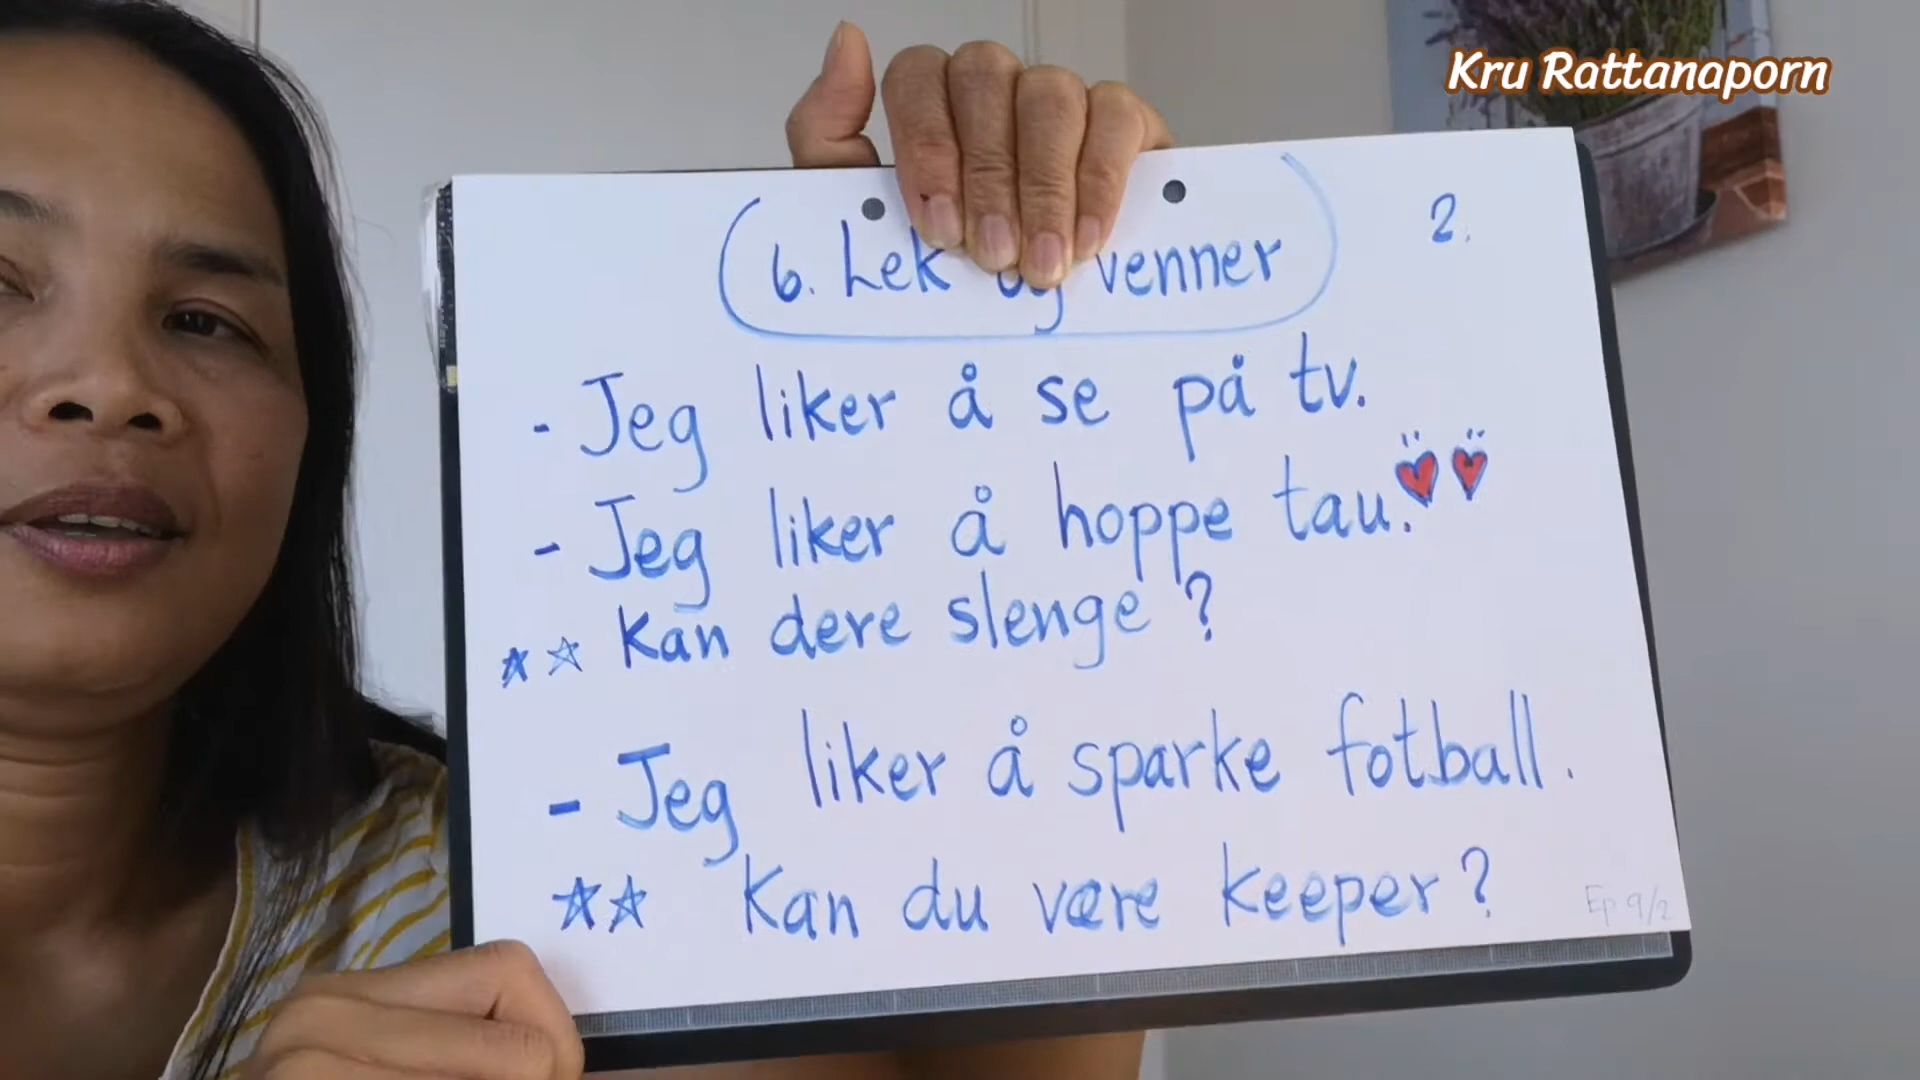 Kru Rattanaporn
2.
6. Lek og venner
- Jeg liker å se på tv.
- Jeg liker å hoppe tau.
Kan dere slenge?
- Jeg liker å sparke fotball.
Kan du være keeper?
Ep 9/2